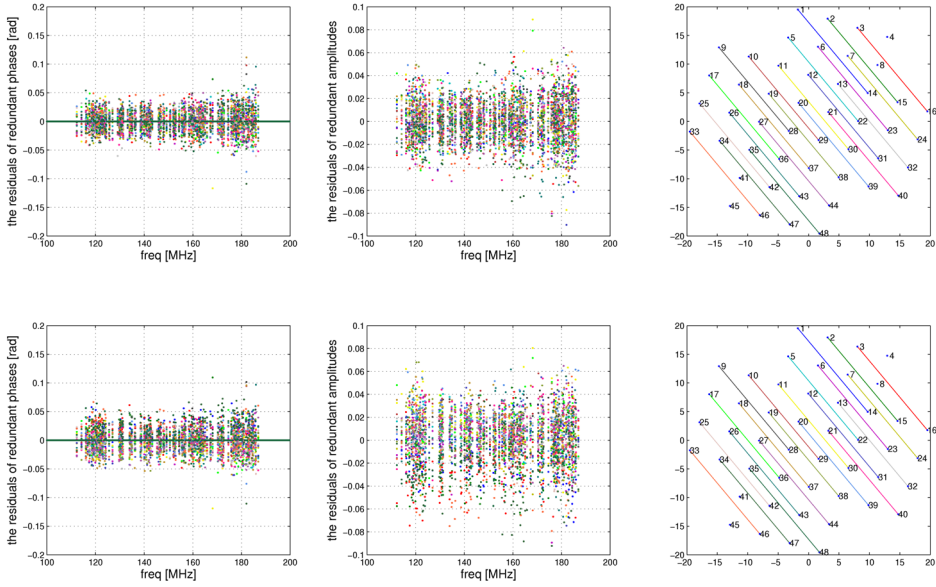 0.2
0.15
0.1
0.05
0
−0.05
−0.1
−0.15
−0.2
100 120 140 160 180 200
freq [MHz]
the residuals of redundant phases [rad]
0.1
0.08
0.06
0.04
0.02
0
−0.02
−0.04
−0.06
−0.08
−0.1
100 120 140 160 180 200
freq [MHz]
the residuals of redundant amplitudes
20
15
10
5
0
−5
−10
−15
−20
−20 −15 −10 −5 0 5 10 15 20
1 2 3 4
5 6 7 8
9 10 11 12 13 14 15 16
17 18 19 20 21 22 23 24
25 26 27 28 29 30 31 32
33 34 35 36 37 38 39 40
41 42 43 44
45 46 47 48
0.2
0.15
0.1
0.05
0
−0.05
−0.1
−0.15
−0.2
100 120 140 160 180 200
freq [MHz]
the residuals of redundant phases [rad]
0.1
0.08
0.06
0.04
0.02
0
−0.02
−0.04
−0.06
−0.08
−0.1
100 120 140 160 180 200
freq [MHz]
the residuals of redundant amplitudes
20
15
10
5
0
−5
−10
−15
−20
−20 −15 −10 −5 0 5 10 15 20
1 2 3 4
5 6 7 8
9 10 11 12 13 14 15 16
17 18 19 20 21 22 23 24
25 26 27 28 29 30 31 32
33 34 35 36 37 38 39 40
41 42 43 44
45 46 47 48